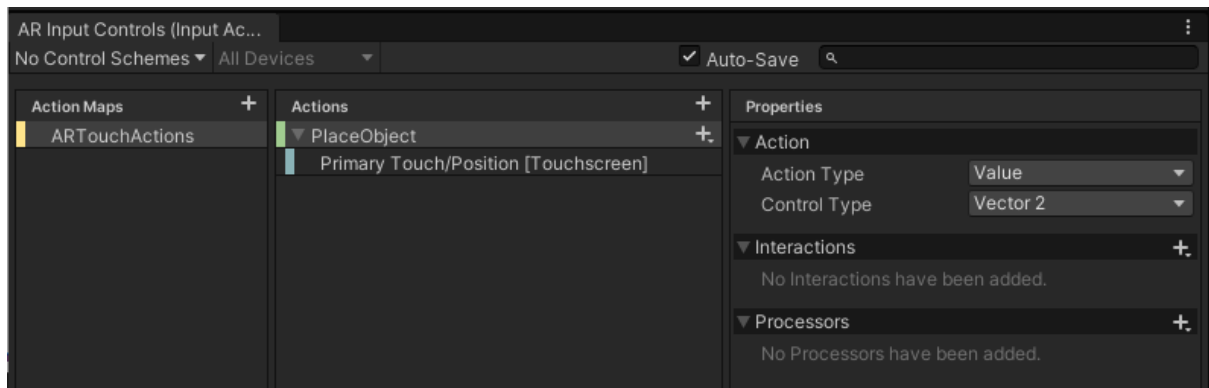 AR Input Controls (Input Ac...
No Control Schemes All Devices Auto-Save
Action Maps
ARTouchActions
Actions
PlaceObject
Primary Touch/Position [Touchscreen]
Properties
Action
Action Type Value
Control Type Vector 2
Interactions
No Interactions have been added.
Processors
No Processors have been added.